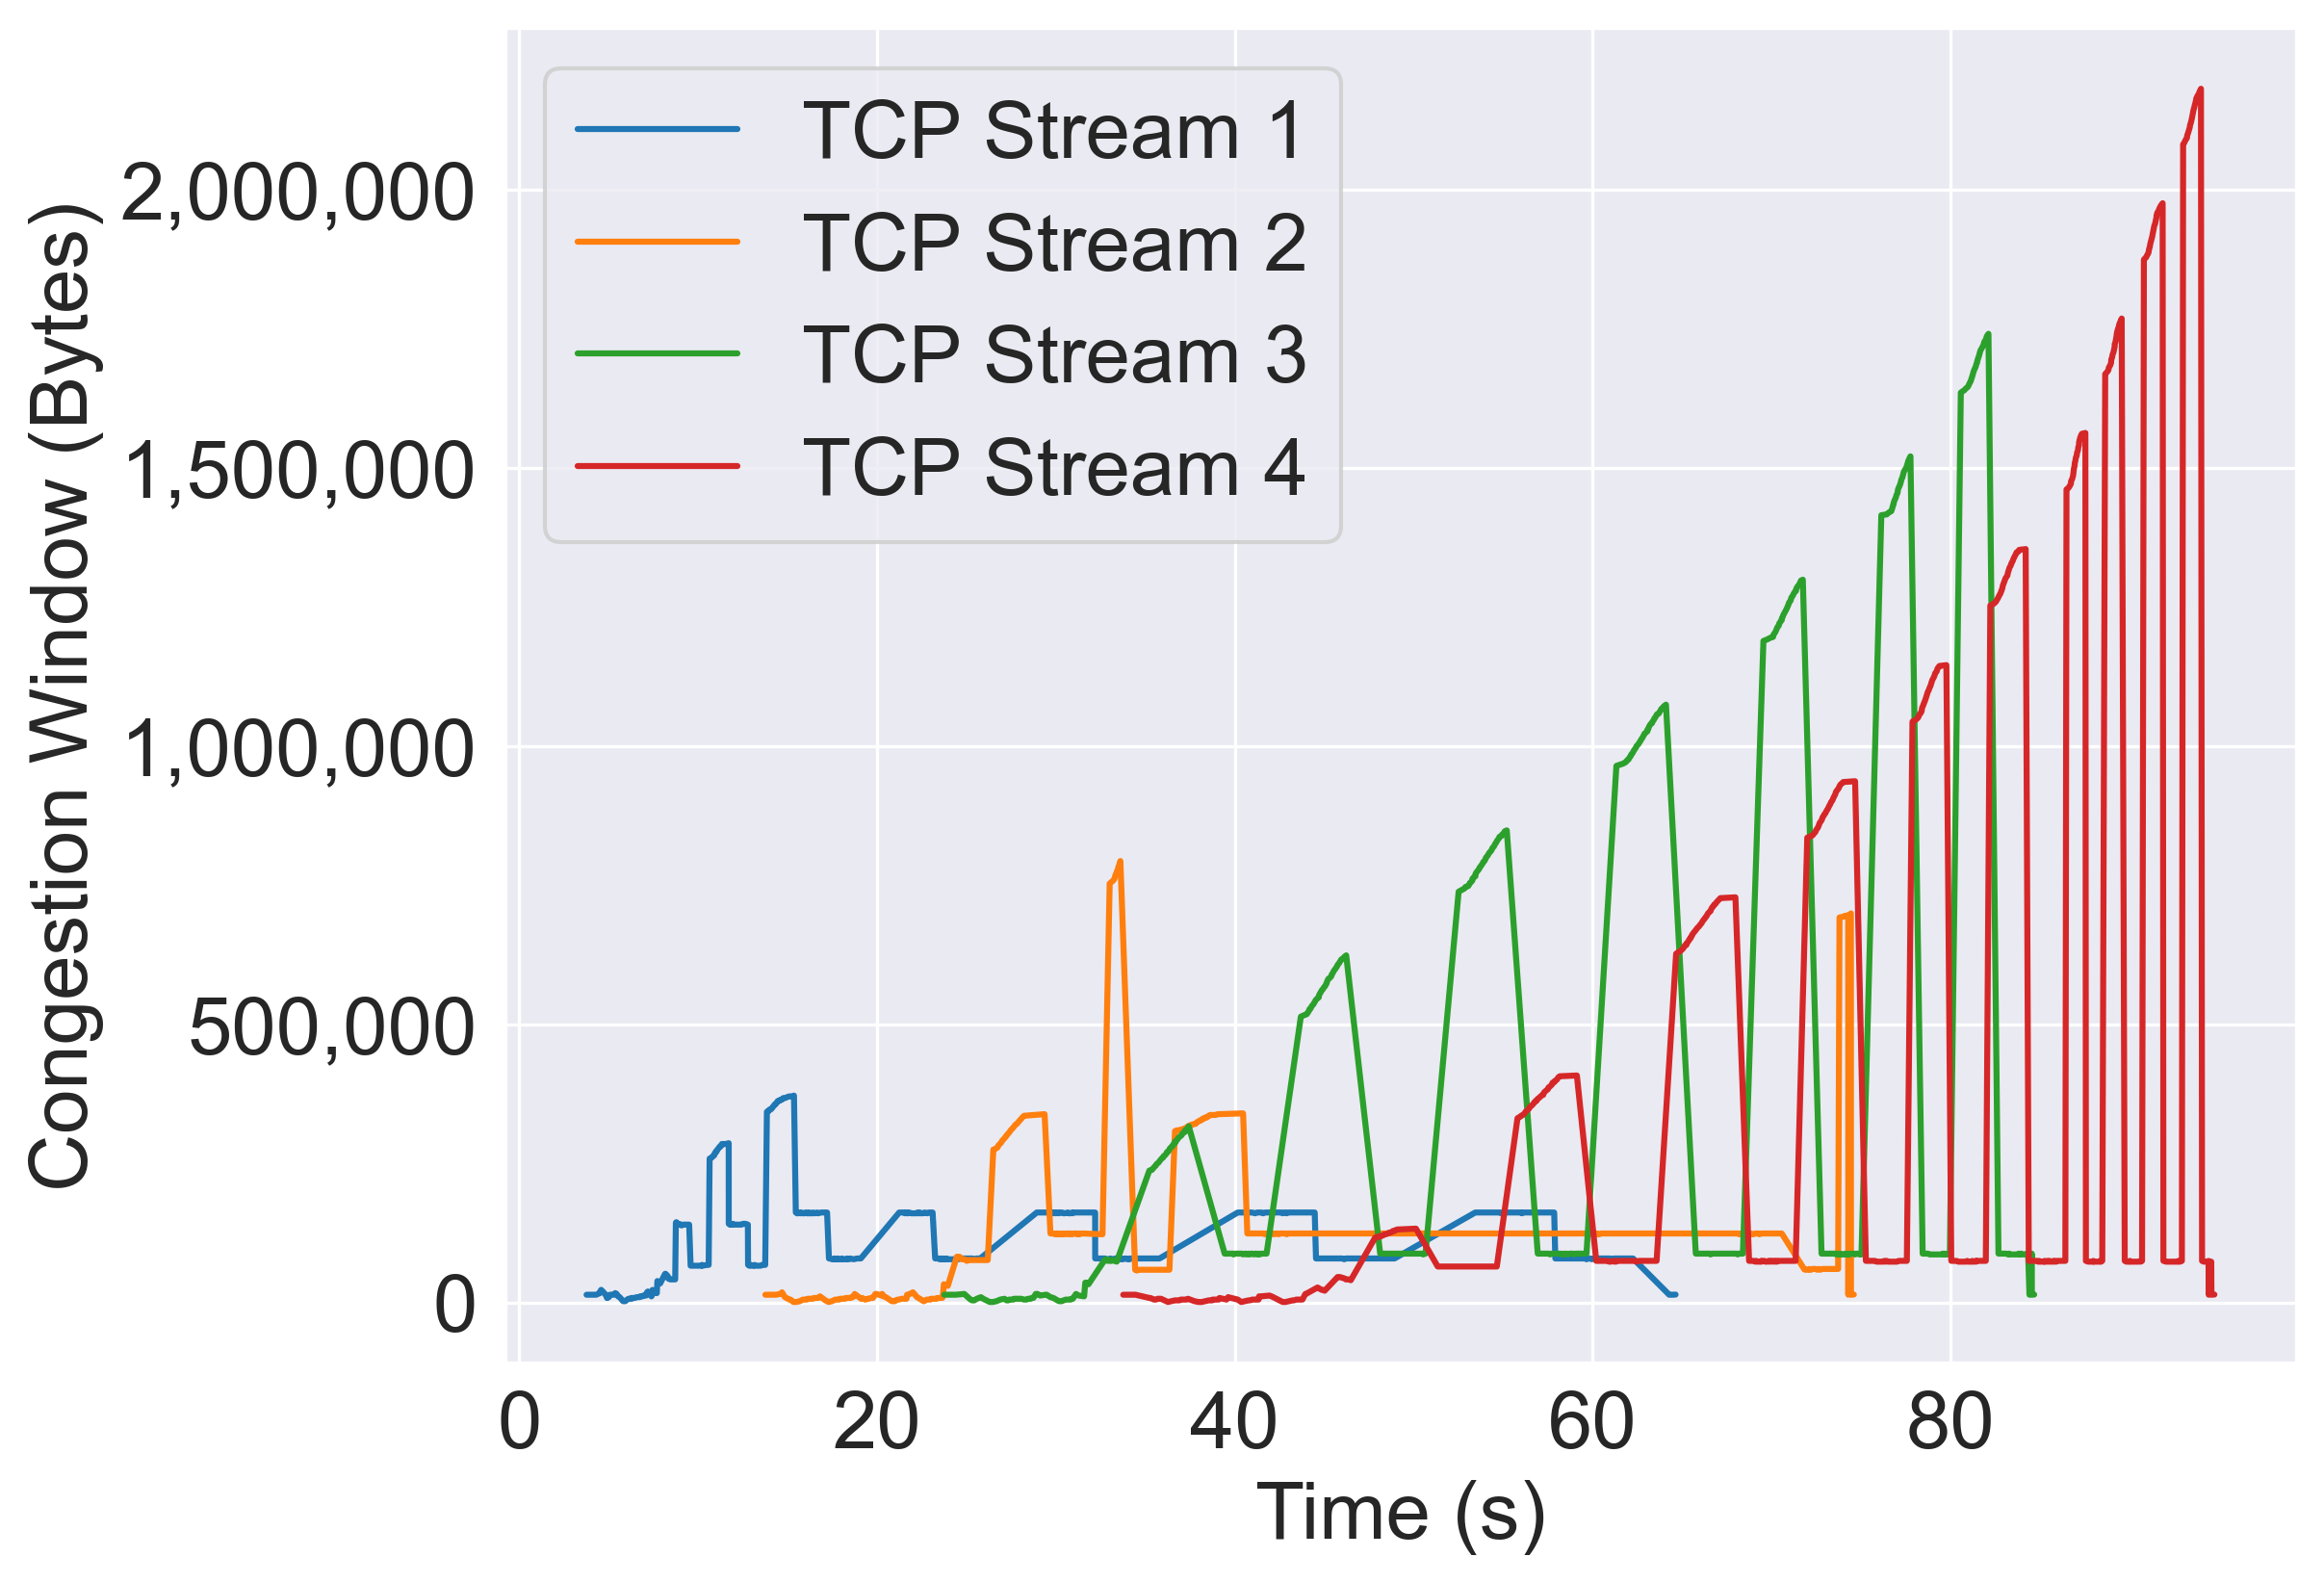 TCP Stream 1
TCP Stream 2
TCP Stream 3
TCP Stream 4
Congestion Window (Bytes)
2,000,000
1,500,000
1,000,000
500,000
0
0 20 40 60 80
Time (s)